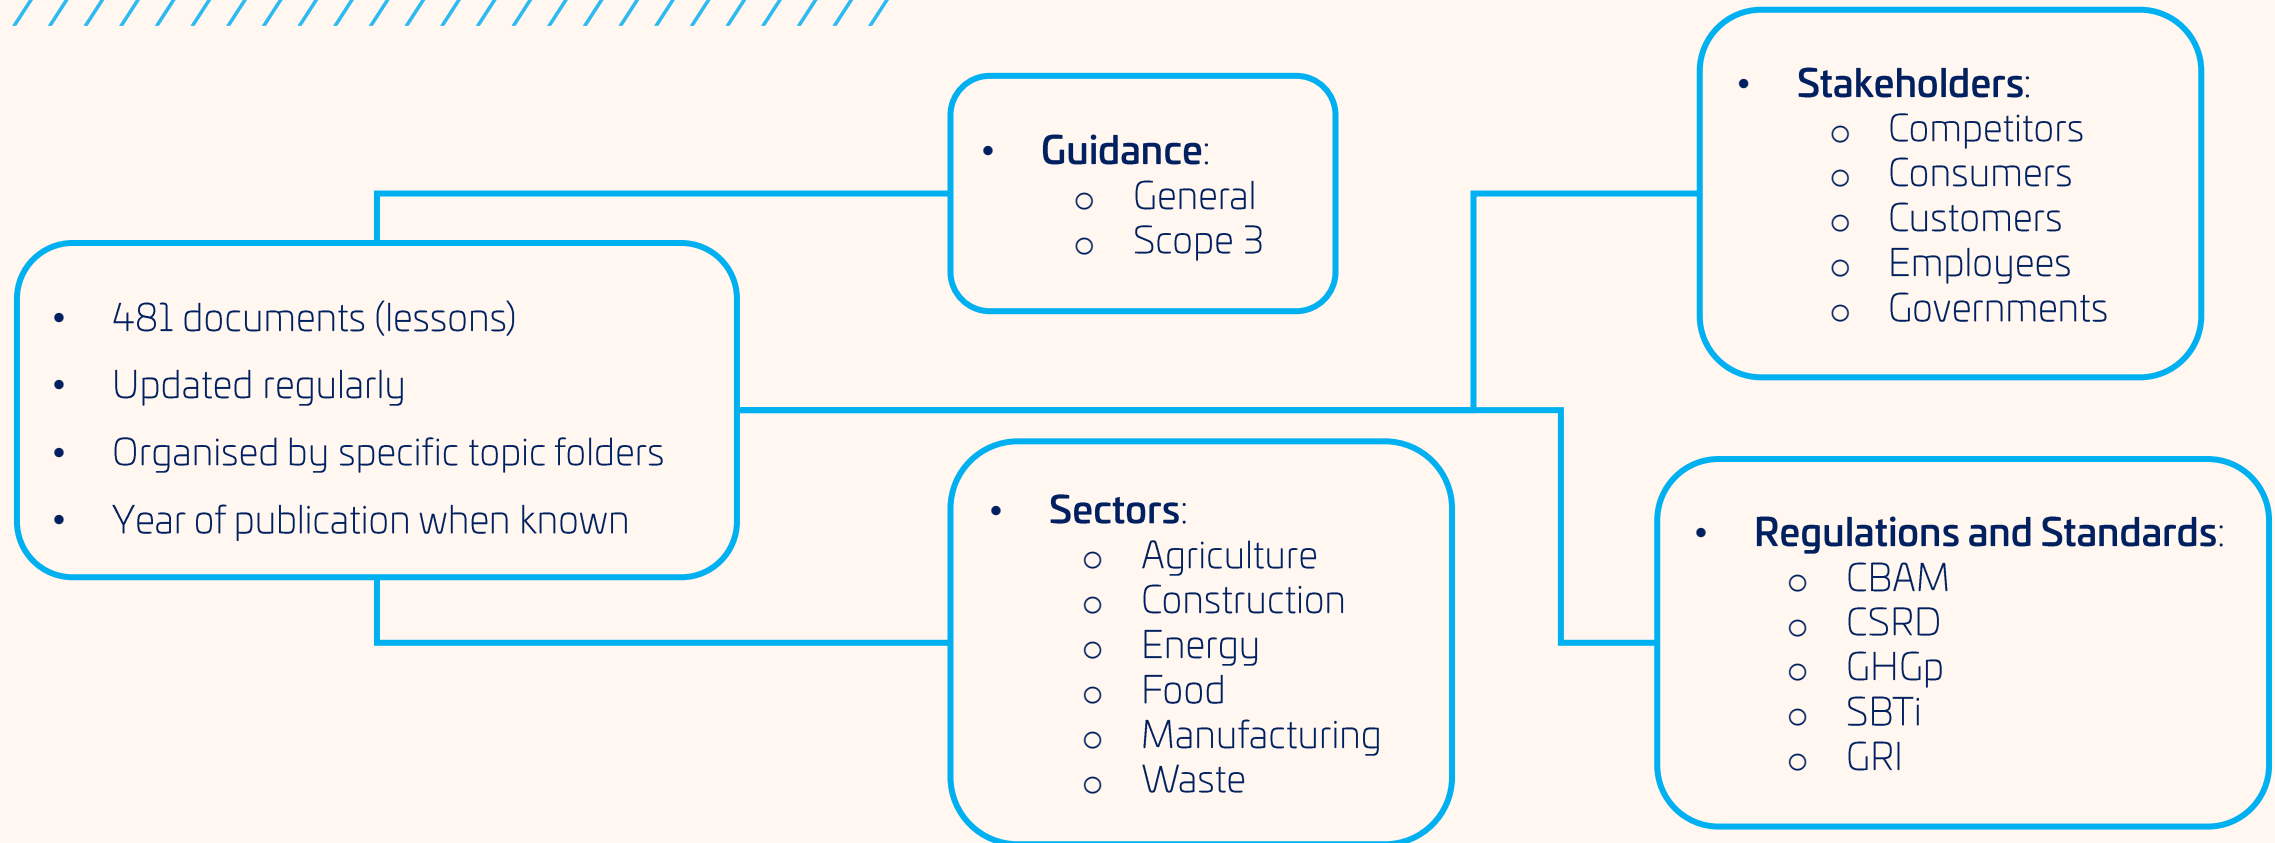 • 481 documents (lessons)
• Updated regularly
• Organised by specific topic folders
• Year of publication when known
• Guidance:
○ General
○ Scope 3
• Sectors:
○ Agriculture
○ Construction
○ Energy
○ Food
○ Manufacturing
○ Waste
• Stakeholders:
○ Competitors
○ Consumers
○ Customers
○ Employees
○ Governments
• Regulations and Standards:
○ CBAM
○ CSRD
○ GHGp
○ SBTi
○ GRI